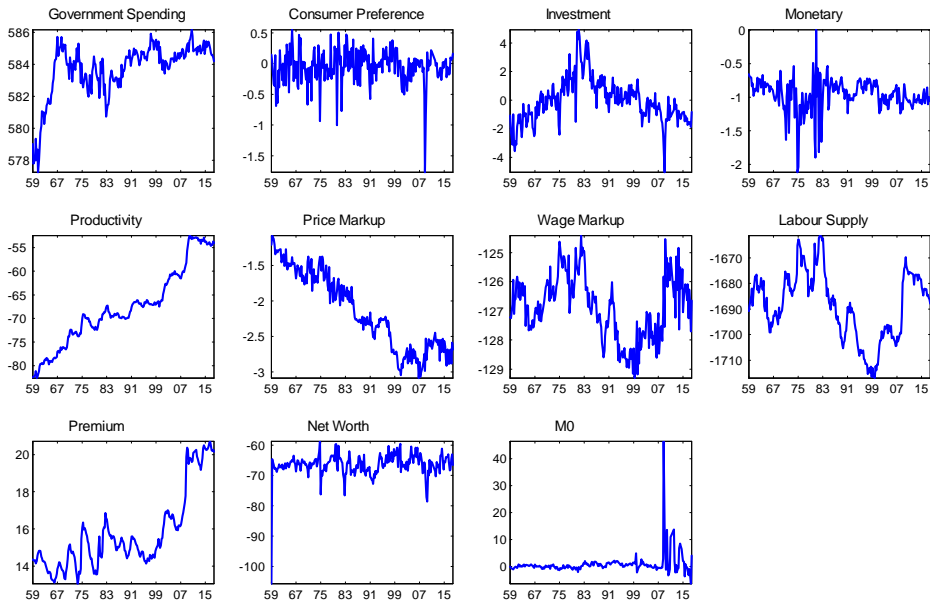 Government Spending Consumer Preference Investment Monetary
586 584 582 580 578
59 67 75 83 91 99 07 15
0.5 0 -0.5 -1 -1.5
59 67 75 83 91 99 07 15
4 2 0 -2 -4
59 67 75 83 91 99 07 15
0 -0.5 -1 -1.5 -2
59 67 75 83 91 99 07 15
Productivity Price Markup Wage Markup Labour Supply
-55 -60 -65 -70 -75 -80
59 67 75 83 91 99 07 15
-1.5 -2 -2.5 -3
59 67 75 83 91 99 07 15
-125 -126 -127 -128 -129
59 67 75 83 91 99 07 15
-1670 -1680 -1690 -1700 -1710
59 67 75 83 91 99 07 15
Premium Net Worth M0
20 18 16 14
59 67 75 83 91 99 07 15
-60 -70 -80 -90 -100
59 67 75 83 91 99 07 15
40 30 20 10 0
59 67 75 83 91 99 07 15